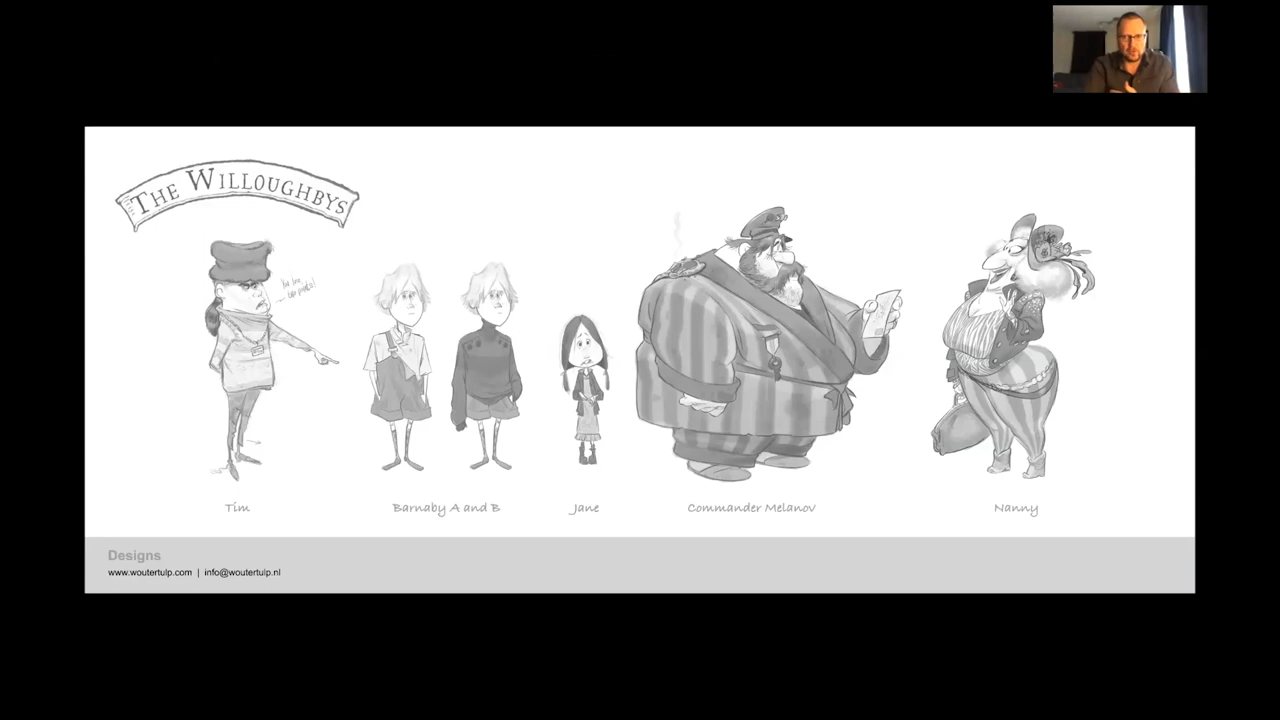 THE WILLOUGHBYS
Tim
Barnaby A and B
Jane
Commander Melanov
Nanny
Designs
www.woutertulp.com | info@woutertulp.nl